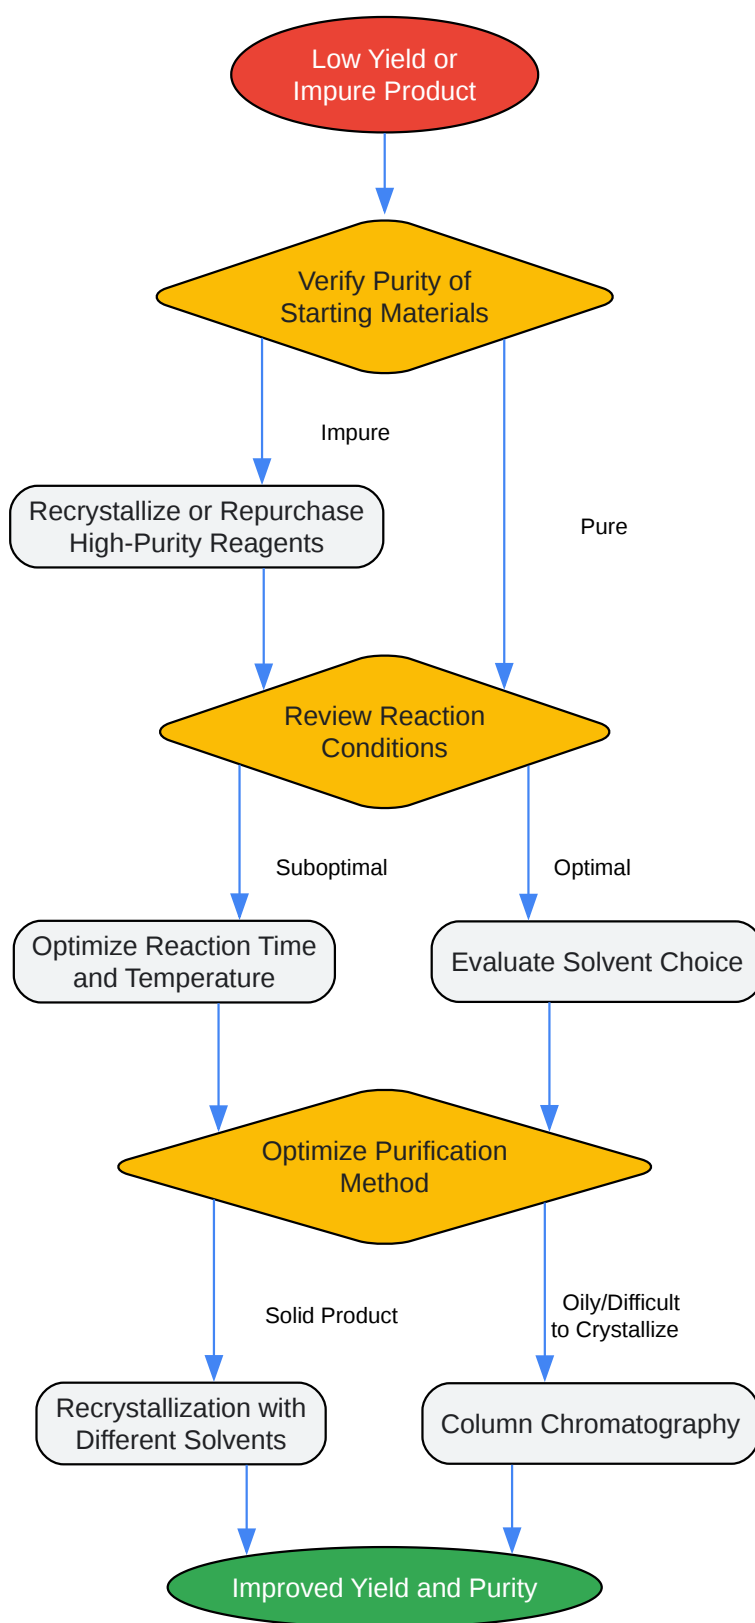 Low Yield or
Impure Product
Verify Purity of
Starting Materials
Impure
Recrystallize or Repurchase
High-Purity Reagents
Pure
Review Reaction
Conditions
Suboptimal
Optimal
Optimize Reaction Time
and Temperature
Evaluate Solvent Choice
Optimize Purification
Method
Solid Product
Oily/Difficult
to Crystallize
Recrystallization with
Different Solvents
Column Chromatography
Improved Yield and Purity